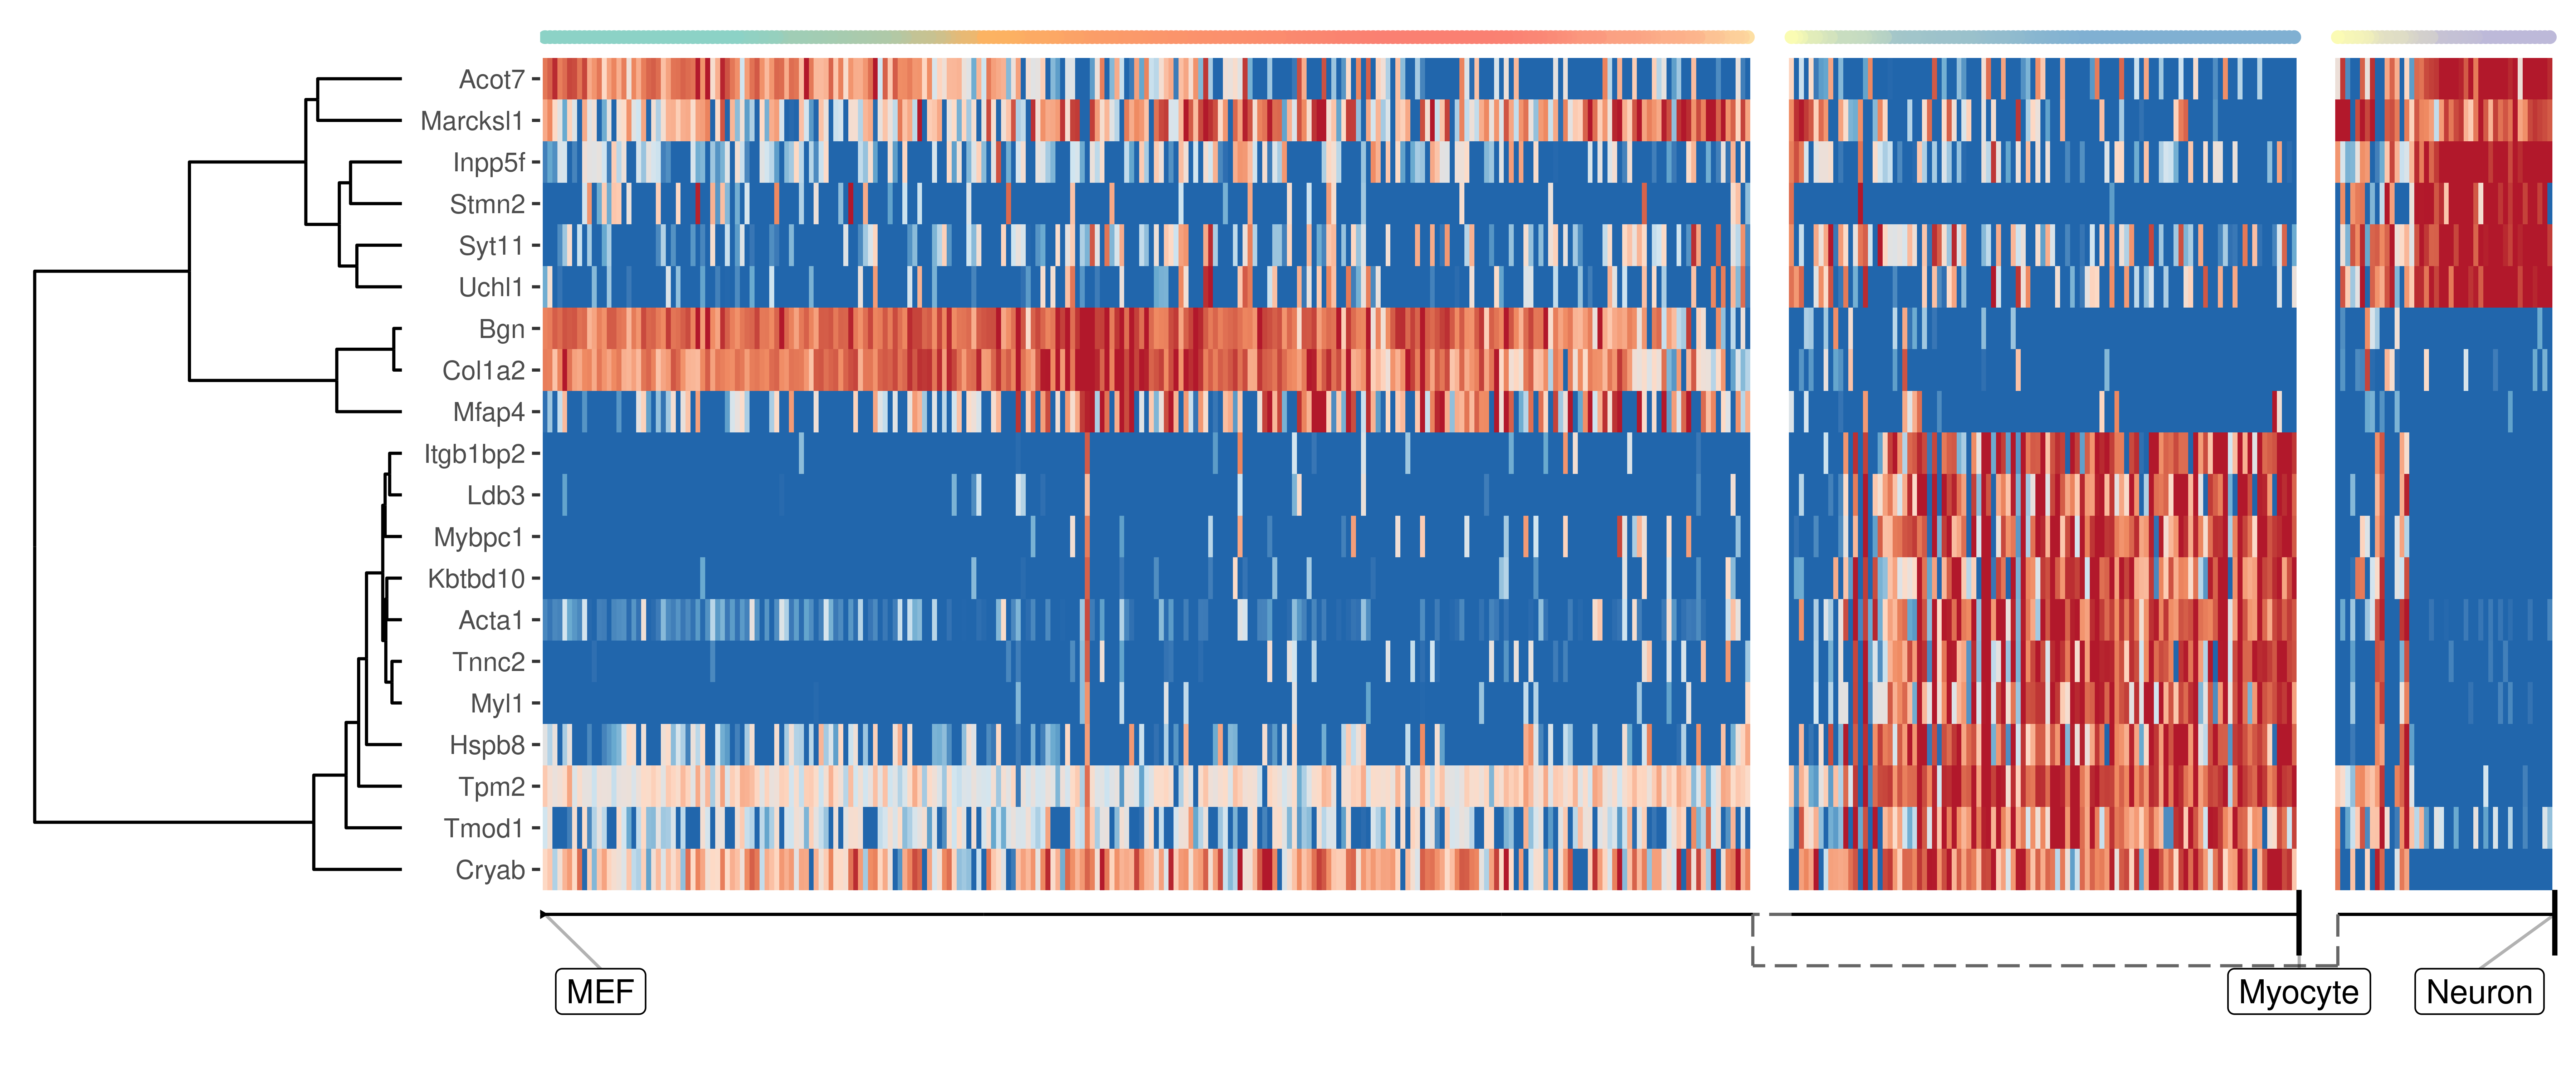 Acot7
Marcksl1
Inpp5f
Stmn2
Syt11
Uchl1
Bgn
Col1a2
Mfap4
Itgb1bp2
Ldb3
Mybpc1
Kbtbd10
Acta1
Tnnc2
Myl1
Hspb8
Tpm2
Tmod1
Cryab
MEF
Myocyte
Neuron